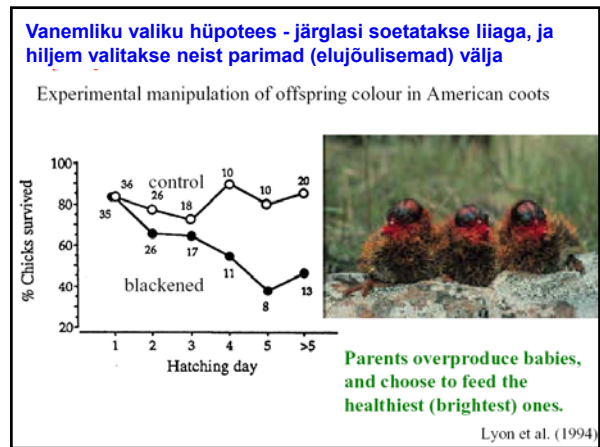 Vanemliku valiku hüpotees - järglasi soetatakse liiaga, ja
hiljem valitakse neist parimad (elujõulisemad) välja
Experimental manipulation of offspring colour in American coots
% Chicks survived
100
80
60
40
20
control
36
26
18
10
10
20
35
26
17
11
8
13
blackened
1 2 3 4 5 >5
Hatching day
Parents overproduce babies,
and choose to feed the
healthiest (brightest) ones.
Lyon et al. (1994)